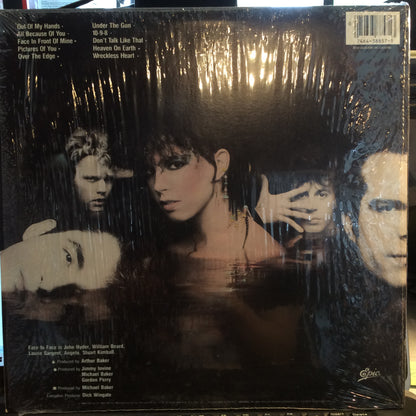 Out Of My Hands -
All Because Of You -
Face In Front Of Mine -
Pictures Of You -
Over The Edge -
Under The Gun
10-9-8 -
Don't Talk Like That -
Heaven On Earth -
Wreckless Heart -
Face to Face is John Ryder, William Beard,
Laurie Sargent, Angelo, Stuart Kimball.
Produced by Arthur Baker
Produced by Jimmy Iovine
Michael Baker
Gordon Perry
Produced by Michael Baker
Executive Producer Dick Wingate
Epic